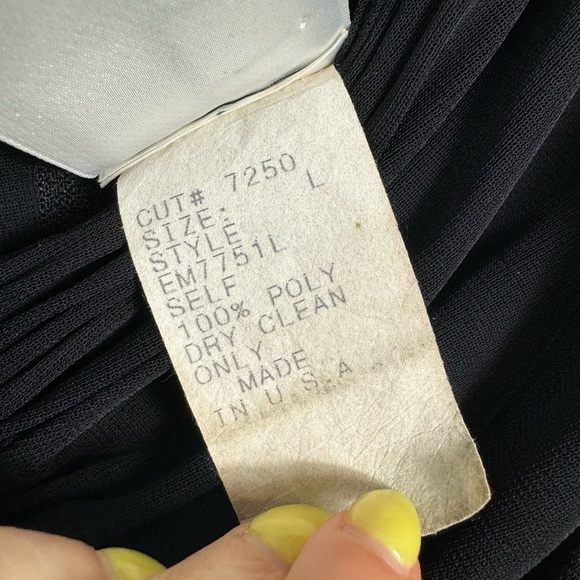 CUT# 7250
SIZE: L
STYLE
EM7751L
SELF
100% POLY
DRY CLEAN
ONLY
MADE
IN U.S.A